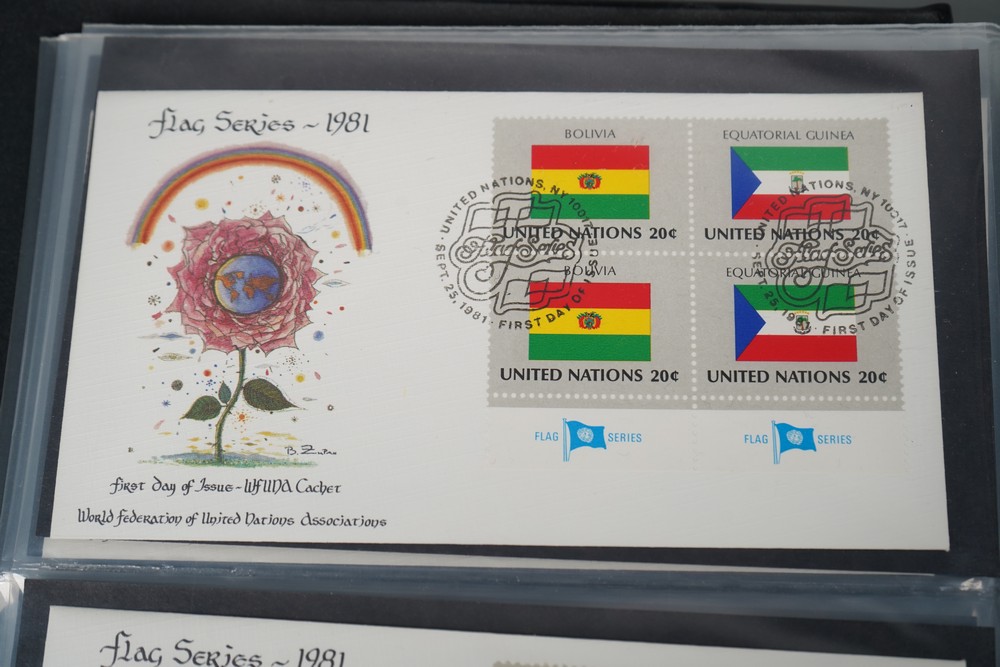 Flag Series ~ 1981
BOLIVIA
EQUATORIAL GUINEA
UNITED NATIONS 20¢
UNITED NATIONS 20¢
BOLIVIA
EQUATORIAL GUINEA
UNITED NATIONS 20¢
UNITED NATIONS 20¢
UNITED NATIONS, NY 10017
SEPT. 25, 1981 · FIRST DAY OF ISSUE
UNITED NATIONS, NY 10017
SEPT. 25, 1981 · FIRST DAY OF ISSUE
FLAG SERIES
FLAG SERIES
First Day of Issue ~ WFUNA Cachet
World Federation of United Nations Associations
Flag Series ~ 1981